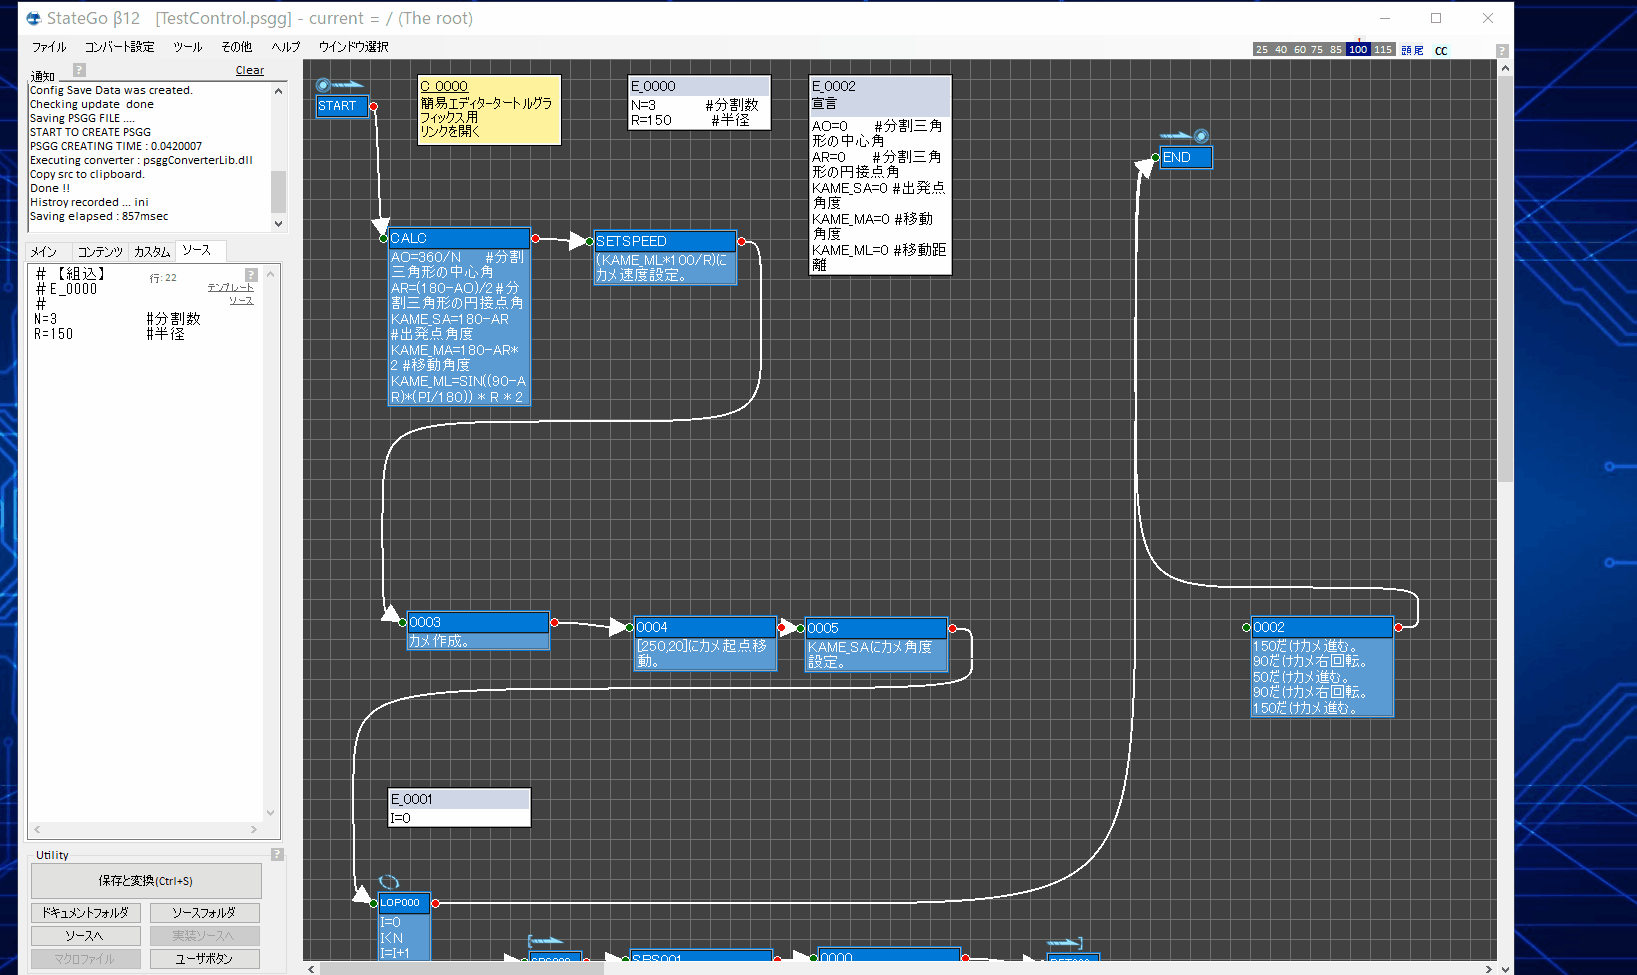 StateGo β12   [TestControl.psgg] - current = / (The root)
ファイル コンバート設定 ツール その他 ヘルプ ウインドウ選択
25 40 60 75 85 100 115 頭尾 CC ?
通知 ? Clear
Config Save Data was created.
Checking update  done
Saving PSGG FILE ....
START TO CREATE PSGG
PSGG CREATING TIME : 0.0420007
Executing converter : psggConverterLib.dll
Copy src to clipboard.
Done !!
Histroy recorded ... ini
Saving elapsed : 857msec
メイン コンテンツ カスタム ソース
# 【組込】
# E_0000
#
N=3 #分割数
R=150 #半径
行: 22 ?
テンプレート
ソース
Utility ?
保存と変換(Ctrl+S)
ドキュメントフォルダ ソースフォルダ
ソースへ 実装ソースへ
マクロファイル ユーザボタン
START
C_0000
簡易エディタータートルグラ
フィックス用
リンクを開く
E_0000
N=3 #分割数
R=150 #半径
E_0002
宣言
AO=0 #分割三角
形の中心角
AR=0 #分割三角
形の円接点角
KAME_SA=0 #出発点
角度
KAME_MA=0 #移動
角度
KAME_ML=0 #移動距
離
END
CALC
AO=360/N #分割
三角形の中心角
AR=(180-AO)/2 #分
割三角形の円接点角
KAME_SA=180-AR
#出発点角度
KAME_MA=180-AR*
2 #移動角度
KAME_ML=SIN((90-A
R)*(PI/180)) * R * 2
SETSPEED
(KAME_ML*100/R)に
カメ速度設定。
0003
カメ作成。
0004
[250,20]にカメ起点移
動。
0005
KAME_SAにカメ角度
設定。
0002
150だけカメ進む。
90だけカメ右回転。
50だけカメ進む。
90だけカメ右回転。
150だけカメ進む。
E_0001
I=0
LOP000
I=0
I<N
I=I+1
SBS000
SBS001
0000
RET000